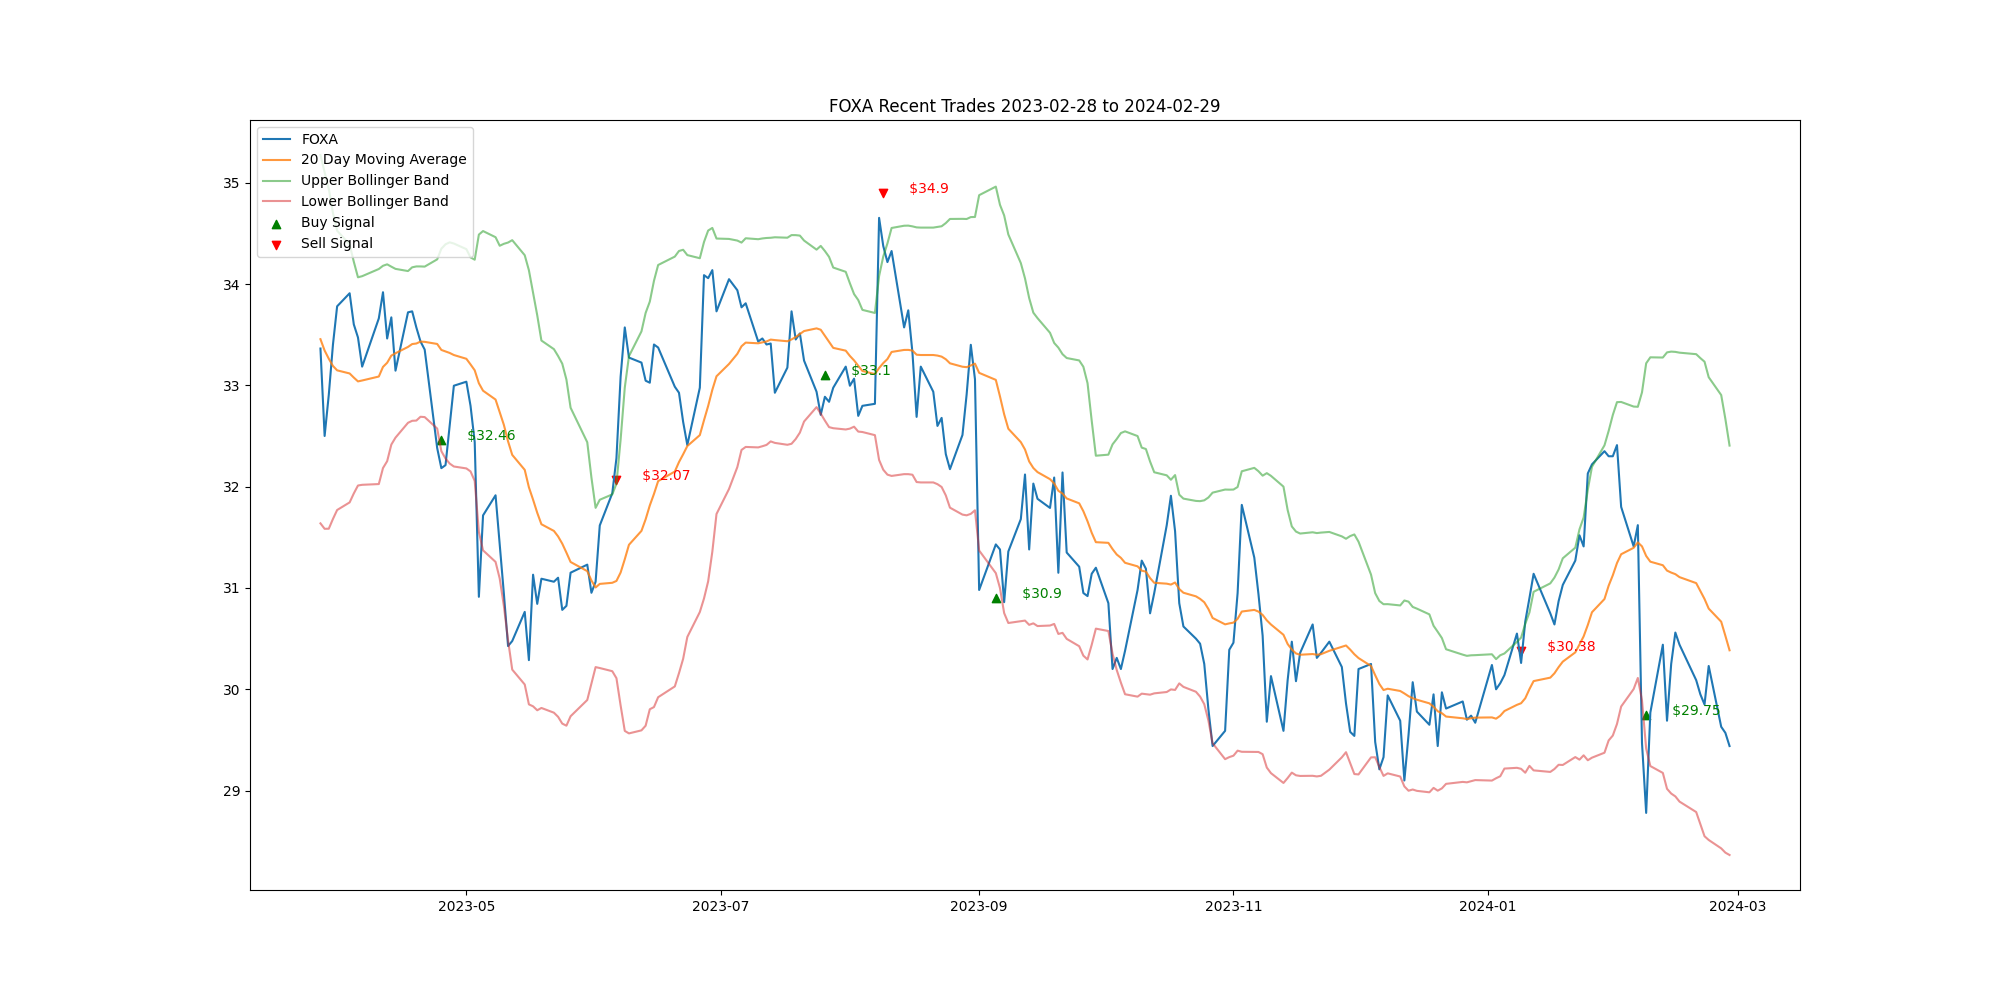 FOXA Recent Trades 2023-02-28 to 2024-02-29
FOXA
20 Day Moving Average
Upper Bollinger Band
Lower Bollinger Band
Buy Signal
Sell Signal
35
34
33
32
31
30
29
$34.9
$33.1
$32.46
$32.07
$30.9
$30.38
$29.75
2023-05
2023-07
2023-09
2023-11
2024-01
2024-03